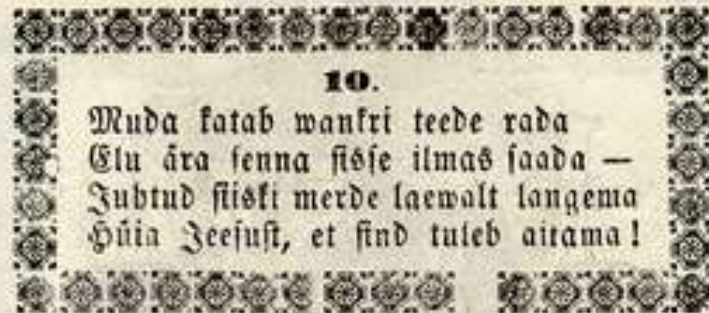 10.
Muda katab wankri teede rada
Elu ära senna sisse ilmas saada —
Juhtud siiski merde laewalt langema
Hüia Jeesust, et sind tuleb aitama!